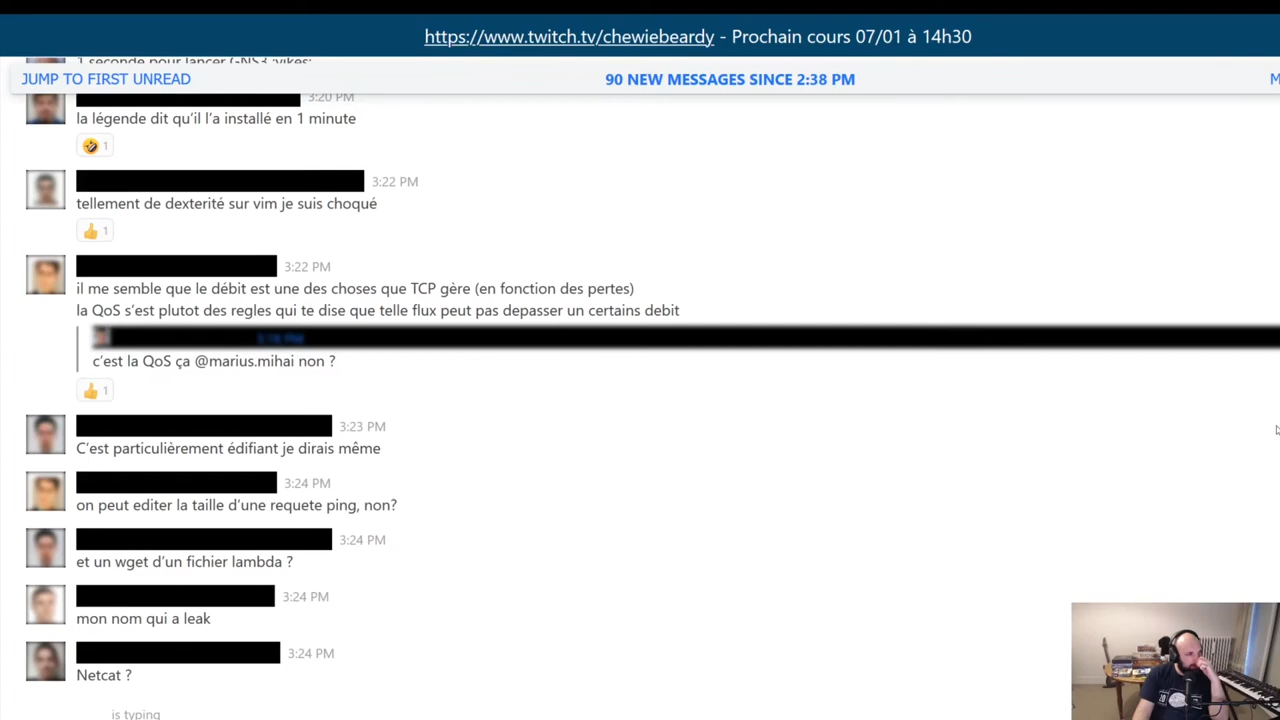 https://www.twitch.tv/chewiebeardy - Prochain cours 07/01 à 14h30
1 seconde pour lancer GNS3 :yikes:
JUMP TO FIRST UNREAD
90 NEW MESSAGES SINCE 2:38 PM
3:20 PM
la légende dit qu'il l'a installé en 1 minute
1
3:22 PM
tellement de dexterité sur vim je suis choqué
1
3:22 PM
il me semble que le débit est une des choses que TCP gère (en fonction des pertes)
la QoS s'est plutot des regles qui te dise que telle flux peut pas depasser un certains debit
c'est la QoS ça @marius.mihai non ?
1
3:23 PM
C'est particulièrement édifiant je dirais même
3:24 PM
on peut editer la taille d'une requete ping, non?
3:24 PM
et un wget d'un fichier lambda ?
3:24 PM
mon nom qui a leak
3:24 PM
Netcat ?
is typing